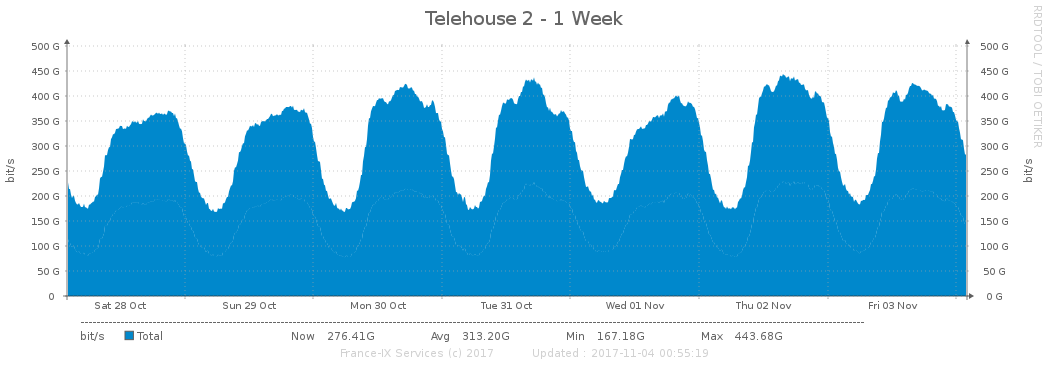 Telehouse 2 - 1 Week
RRDTOOL / TOBI OETIKER
500 G 500 G
450 G 450 G
400 G 400 G
350 G 350 G
300 G 300 G
250 G 250 G
200 G 200 G
150 G 150 G
100 G 100 G
50 G 50 G
0 0 G
bit/s
bit/s
Sat 28 Oct Sun 29 Oct Mon 30 Oct Tue 31 Oct Wed 01 Nov Thu 02 Nov Fri 03 Nov
bit/s Total Now 276.41G Avg 313.20G Min 167.18G Max 443.68G
France-IX Services (c) 2017 Updated : 2017-11-04 00:55:19